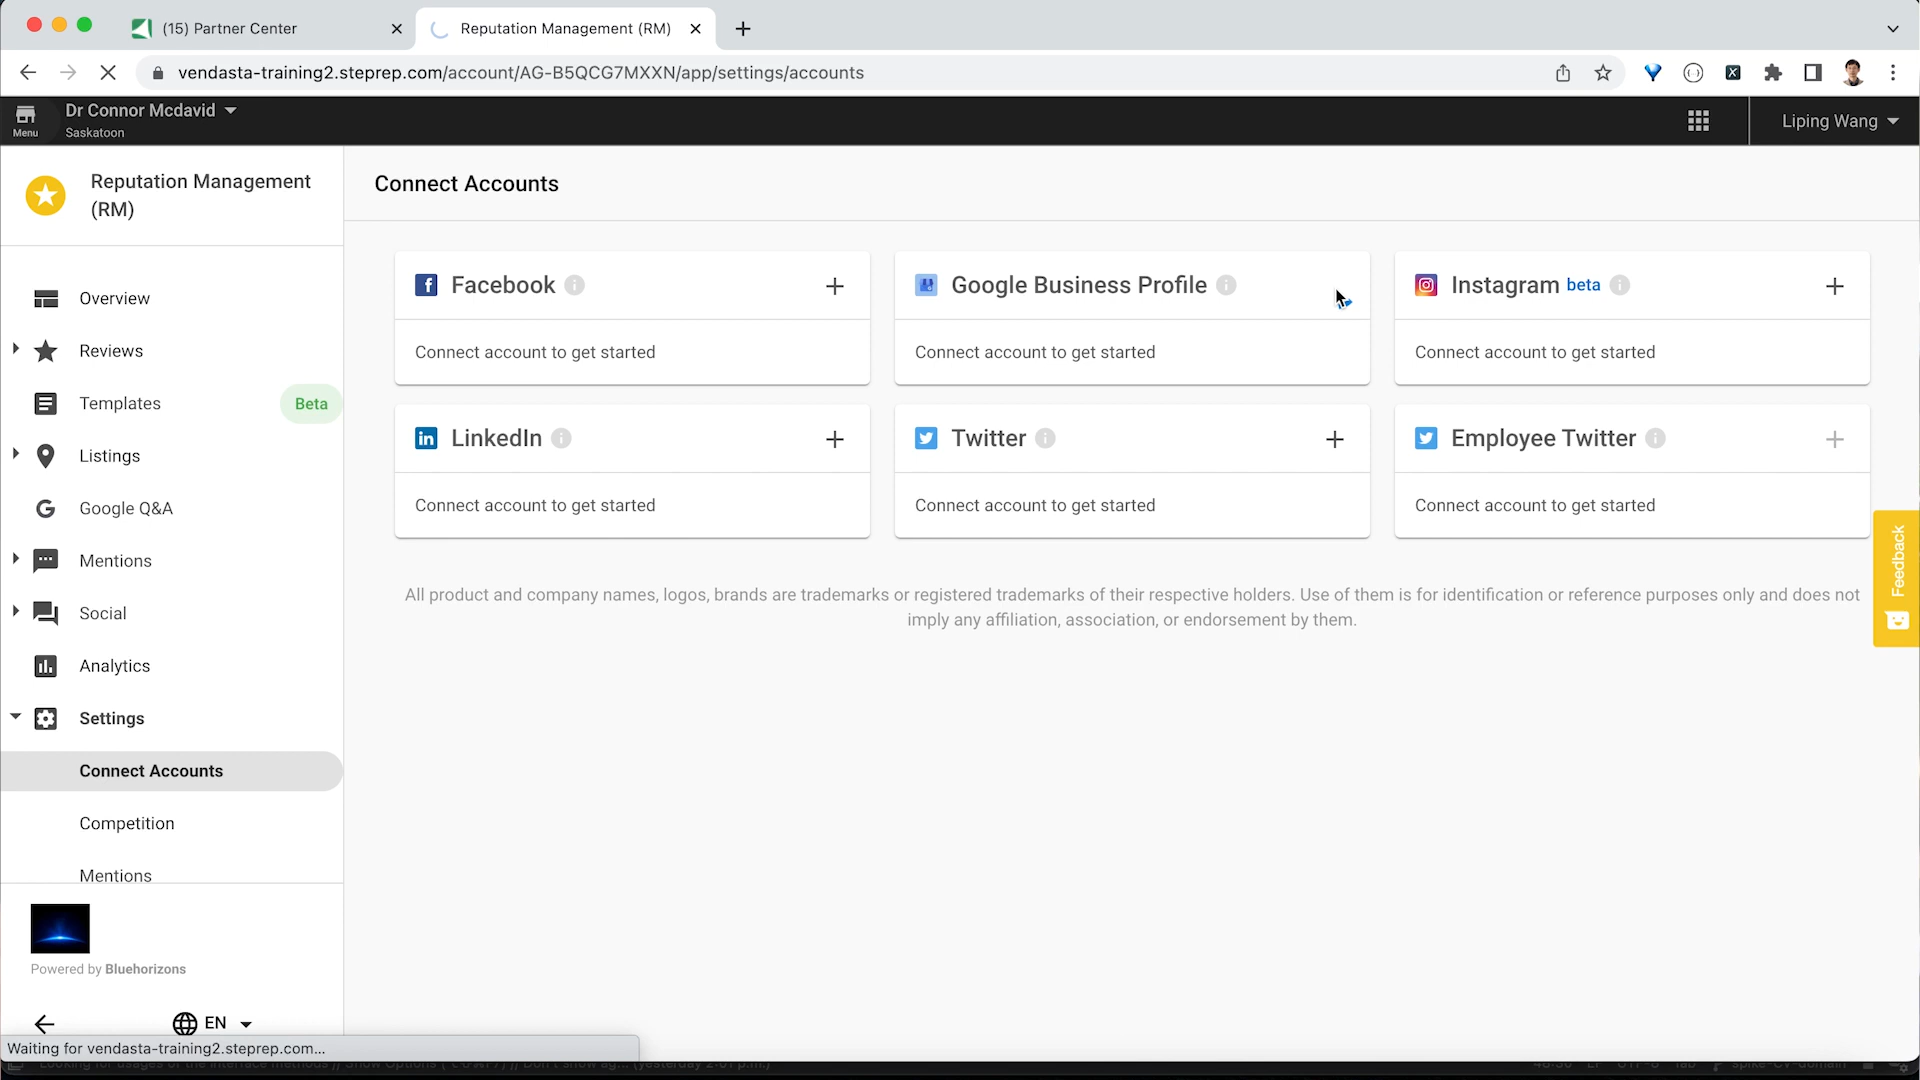 (15) Partner Center
Reputation Management (RM)
vendasta-training2.steprep.com/account/AG-B5QCG7MXXN/app/settings/accounts
Menu
Dr Connor Mcdavid
Saskatoon
Liping Wang
Reputation Management
(RM)
Connect Accounts
Facebook
Connect account to get started
Google Business Profile
Connect account to get started
Instagram beta
Connect account to get started
LinkedIn
Connect account to get started
Twitter
Connect account to get started
Employee Twitter
Connect account to get started
All product and company names, logos, brands are trademarks or registered trademarks of their respective holders. Use of them is for identification or reference purposes only and does not
imply any affiliation, association, or endorsement by them.
Overview
Reviews
Templates
Beta
Listings
Google Q&A
Mentions
Social
Analytics
Settings
Connect Accounts
Competition
Mentions
Feedback
Powered by Bluehorizons
EN
Waiting for vendasta-training2.steprep.com...